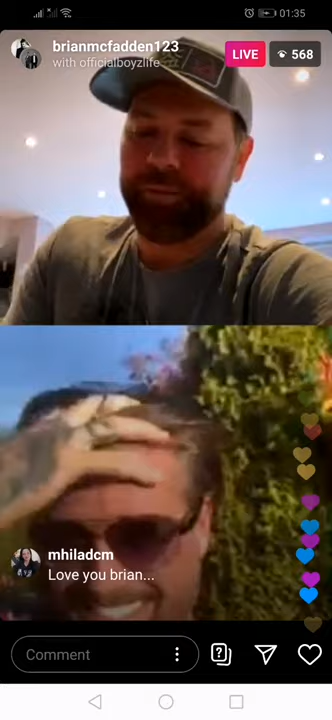 01:35
brianmcfadden123
LIVE
568
with officialboyzlife
mhiladcm
Love you brian...
Comment